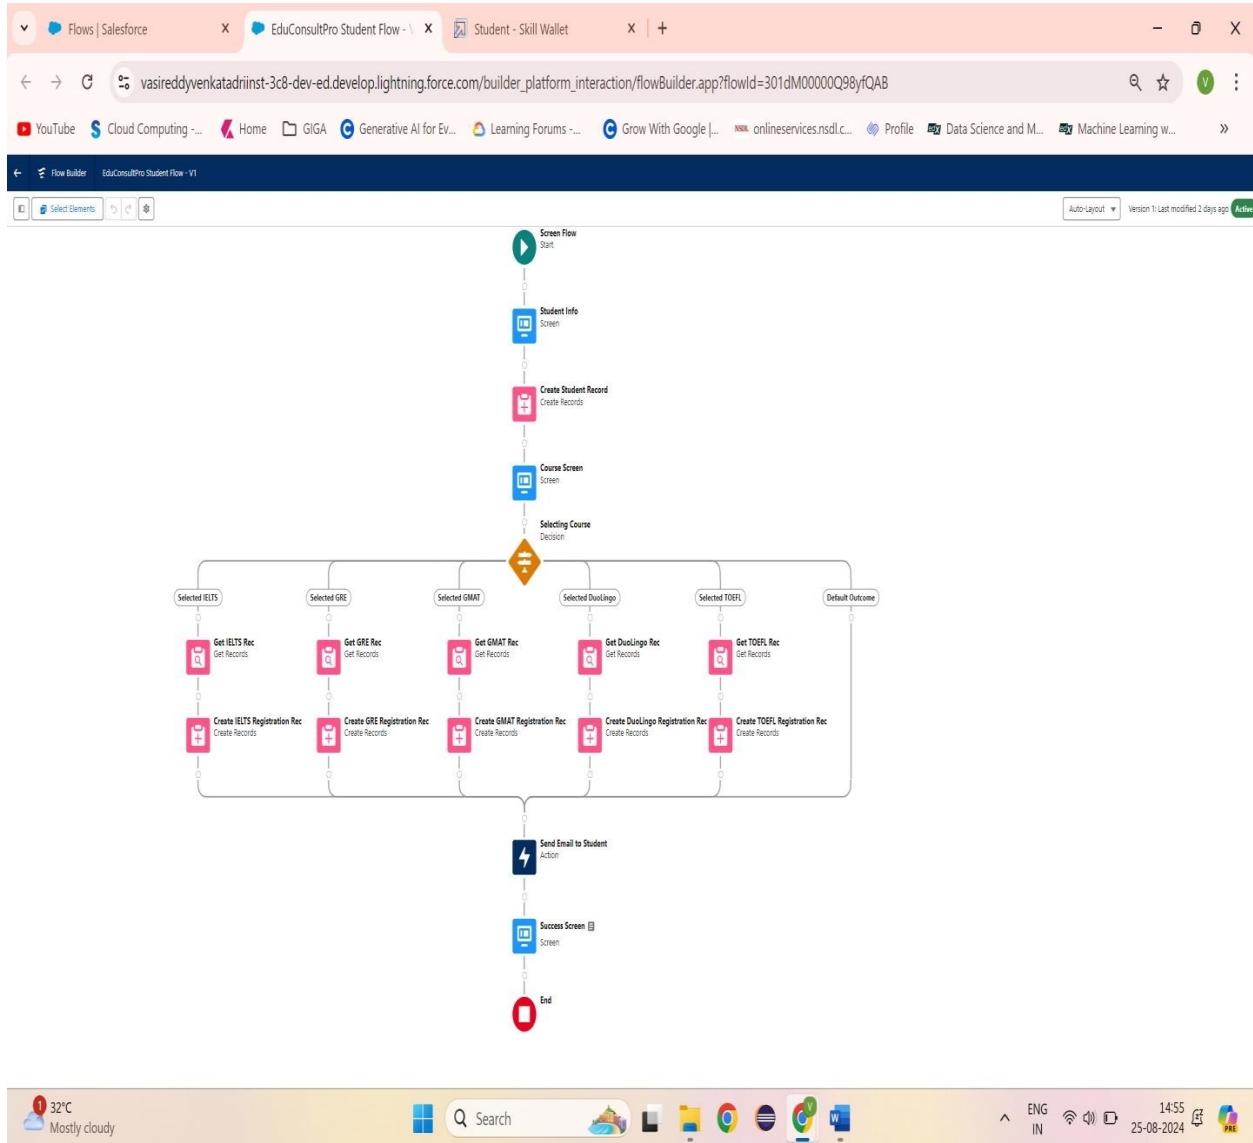 Flows | Salesforce
EduConsultPro Student Flow - V
Student - Skill Wallet
vasireddyvenkatadriinst-3c8-dev-ed.develop.lightning.force.com/builder_platform_interaction/flowBuilder.app?flowId=301dM00000Q98yfQAB
V
YouTube Cloud Computing -... Home GIGA Generative AI for Ev... Learning Forums -... Grow With Google |... NSDL onlineservices.nsdl.c... Profile Data Science and M... Machine Learning w...
Flow Builder EduConsultPro Student Flow - V1
Select Elements Auto-Layout Version 1: Last modified 2 days ago Active
Screen Flow
Start
Student Info
Screen
Create Student Record
Create Records
Course Screen
Screen
Selecting Course
Decision
Selected IELTS Selected GRE Selected GMAT Selected DuoLingo Selected TOEFL Default Outcome
Get IELTS Rec Get GRE Rec Get GMAT Rec Get DuoLingo Rec Get TOEFL Rec
Get Records Get Records Get Records Get Records Get Records
Create IELTS Registration Rec Create GRE Registration Rec Create GMAT Registration Rec Create DuoLingo Registration Rec Create TOEFL Registration Rec
Create Records Create Records Create Records Create Records Create Records
Send Email to Student
Action
Success Screen
Screen
End
1 32°C
Mostly cloudy
Search
ENG
IN
14:55
25-08-2024
PRE